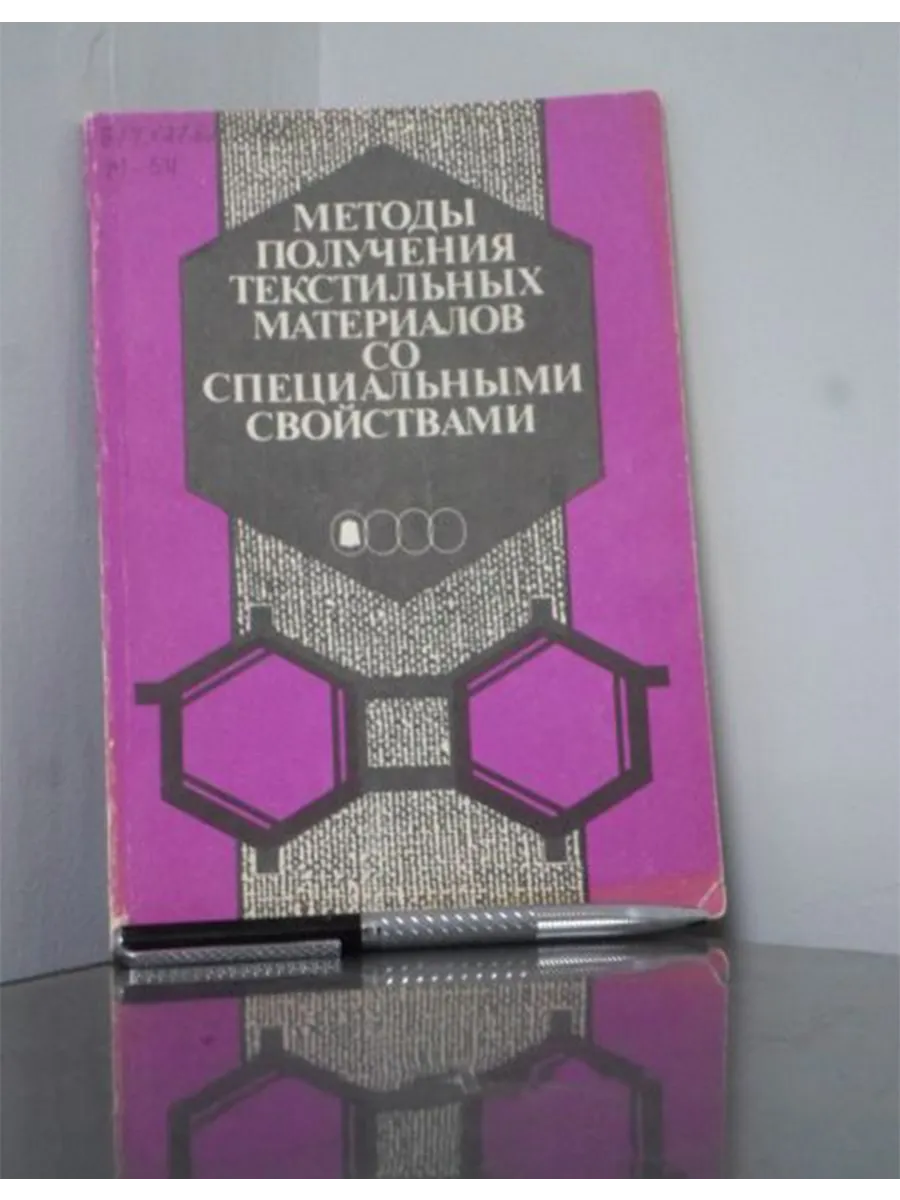 МЕТОДЫ
ПОЛУЧЕНИЯ
ТЕКСТИЛЬНЫХ
МАТЕРИАЛОВ
СО
СПЕЦИАЛЬНЫМИ
СВОЙСТВАМИ